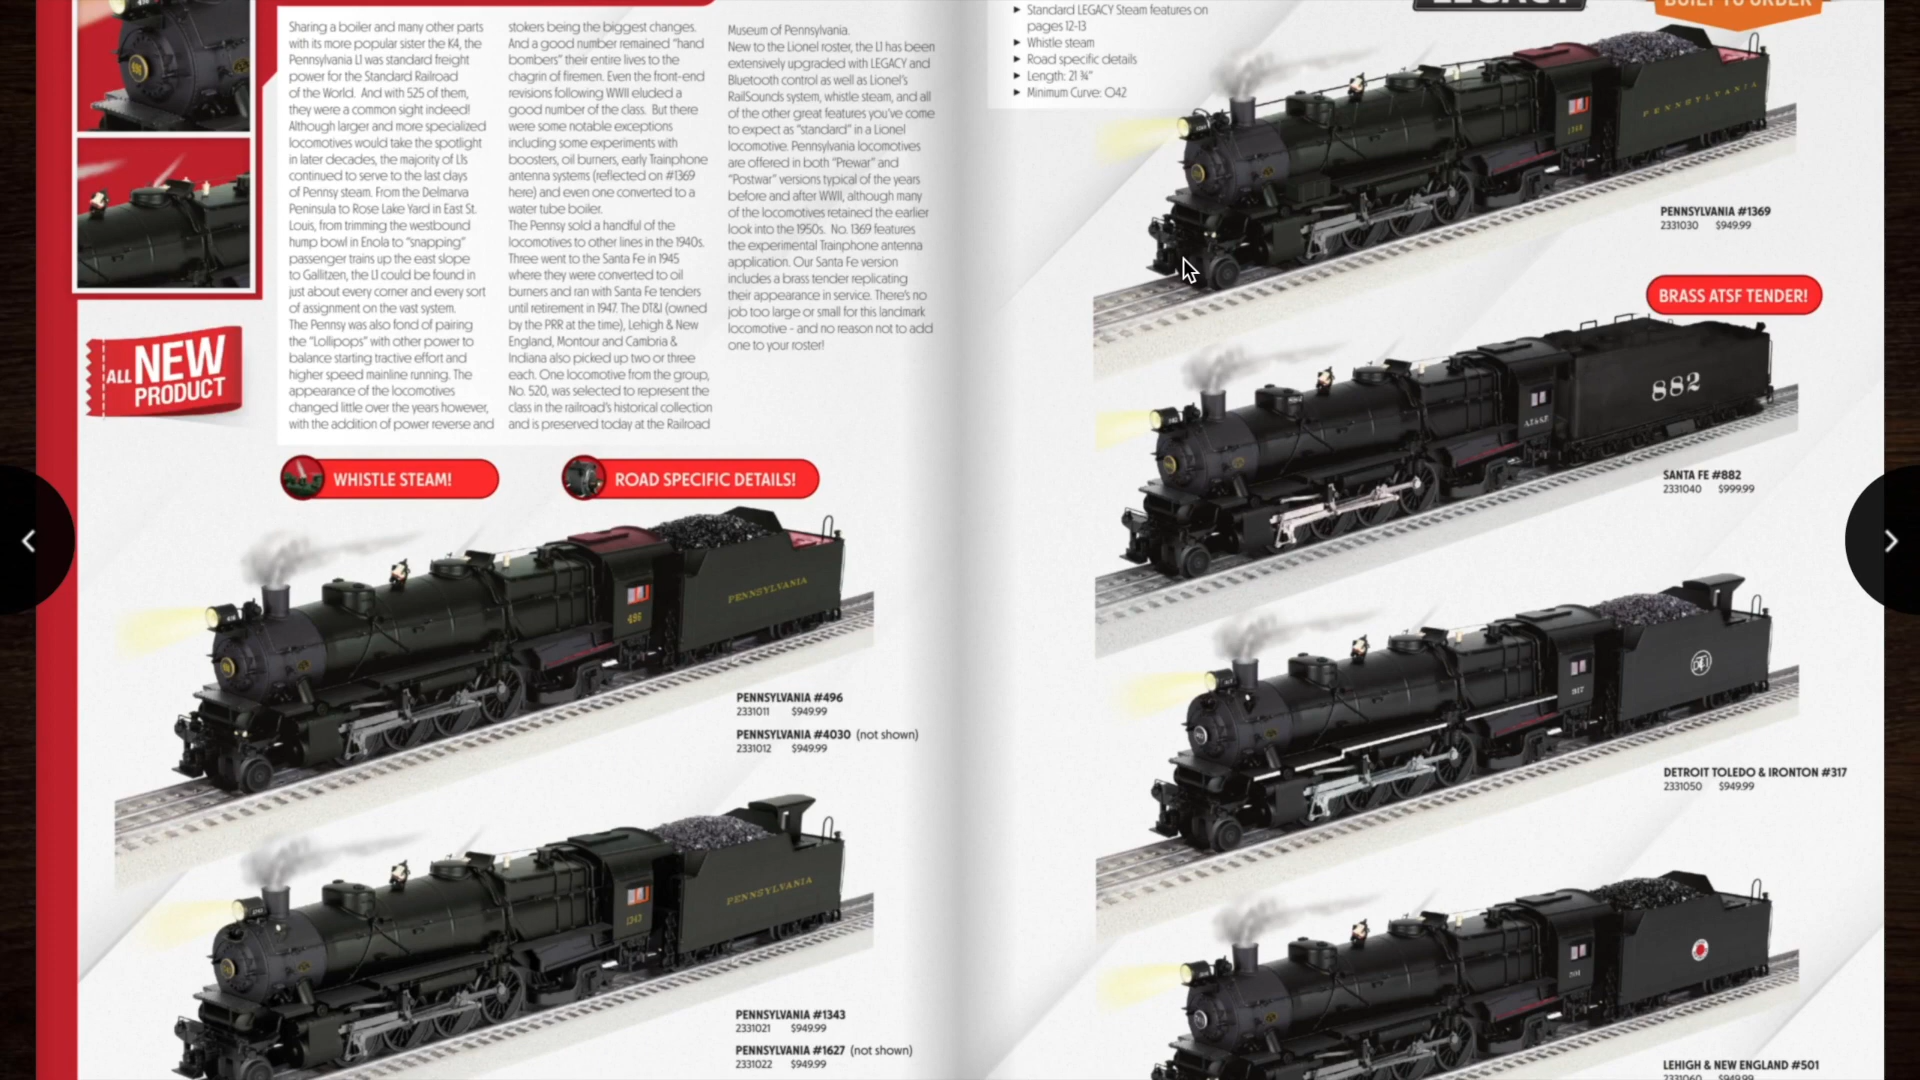 Sharing a boiler and many other parts
with its more popular sister the K4, the
Pennsylvania L1 was standard freight
power for the Standard Railroad
of the World. And with 525 of them,
they were a common sight indeed!
Although larger and more specialized
locomotives would take the spotlight
in later decades, the majority of L1s
continued to serve to the last days
of Pennsy steam. From the Delmarva
Peninsula to Rose Lake Yard in East St.
Louis, from trimming the westbound
hump bowl in Enola to "snapping"
passenger trains up the east slope
to Gallitzen, the L1 could be found in
just about every corner and every sort
of assignment on the vast system.
The Pennsy was also fond of pairing
the "Lollipops" with other power to
balance starting tractive effort and
higher speed mainline running. The
appearance of the locomotives
changed little over the years however,
with the addition of power reverse and
stokers being the biggest changes.
And a good number remained "hand
bombers" their entire lives to the
chagrin of firemen. Even the front-end
revisions following WWII eluded a
good number of the class. But there
were some notable exceptions
including some experiments with
boosters, oil burners, early Trainphone
antenna systems (reflected on #1369
here) and even one converted to a
water tube boiler.
The Pennsy sold a handful of the
locomotives to other lines in the 1940s.
Three went to the Santa Fe in 1945
where they were converted to oil
burners and ran with Santa Fe tenders
until retirement in 1947. The DT&I (owned
by the PRR at the time), Lehigh & New
England, Montour and Cambria &
Indiana also picked up two or three
each. One locomotive from the group,
No. 520, was selected to represent the
class in the railroad's historical collection
and is preserved today at the Railroad
Museum of Pennsylvania.
New to the Lionel roster, the L1 has been
extensively upgraded with LEGACY and
Bluetooth control as well as Lionel's
RailSounds system, whistle steam, and all
of the other great features you've come
to expect as "standard" in a Lionel
locomotive. Pennsylvania locomotives
are offered in both "Prewar" and
"Postwar" versions typical of the years
before and after WWII, although many
of the locomotives retained the earlier
look into the 1950s. No. 1369 features
the experimental Trainphone antenna
application. Our Santa Fe version
includes a brass tender replicating
their appearance in service. There's no
job too large or small for this landmark
locomotive - and no reason not to add
one to your roster!
ALL NEW
PRODUCT
WHISTLE STEAM!
ROAD SPECIFIC DETAILS!
PENNSYLVANIA
496
PENNSYLVANIA #496
2331011 $949.99
PENNSYLVANIA #4030 (not shown)
2331012 $949.99
PENNSYLVANIA
1343
PENNSYLVANIA #1343
2331021 $949.99
PENNSYLVANIA #1627 (not shown)
2331022 $949.99
LEGACY
BUILT TO ORDER
► Standard LEGACY Steam features on
pages 12-13
► Whistle steam
► Road specific details
► Length: 21 ¾"
► Minimum Curve: O42
PENNSYLVANIA
1369
PENNSYLVANIA #1369
2331030 $949.99
BRASS ATSF TENDER!
882
A.T.&S.F.
SANTA FE #882
2331040 $999.99
DT&I
317
DETROIT TOLEDO & IRONTON #317
2331050 $949.99
501
LEHIGH & NEW ENGLAND #501
2331060 $949.99